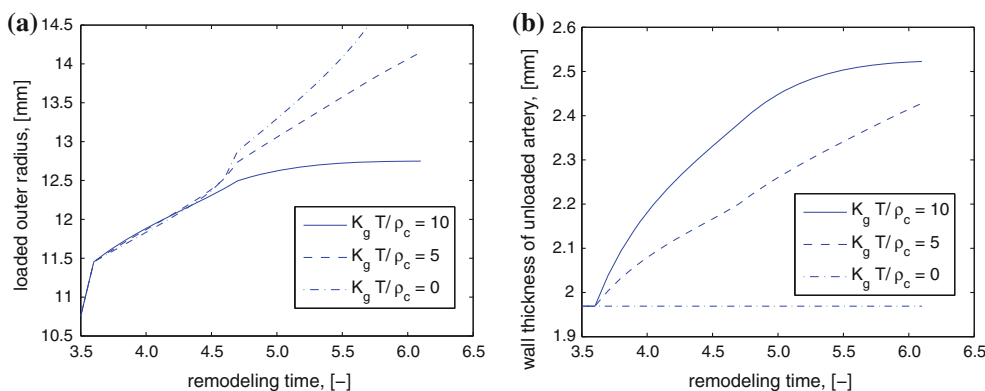 (a)
14.5
14
13.5
13
12.5
12
11.5
11
10.5
loaded outer radius, [mm]
3.5 4.0 4.5 5.0 5.5 6.0 6.5
remodeling time, [−]
K_g T/ρ_c = 10
K_g T/ρ_c = 5
K_g T/ρ_c = 0
(b)
2.6
2.5
2.4
2.3
2.2
2.1
2
1.9
wall thickness of unloaded artery, [mm]
3.5 4.0 4.5 5.0 5.5 6.0 6.5
remodeling time, [−]
K_g T/ρ_c = 10
K_g T/ρ_c = 5
K_g T/ρ_c = 0